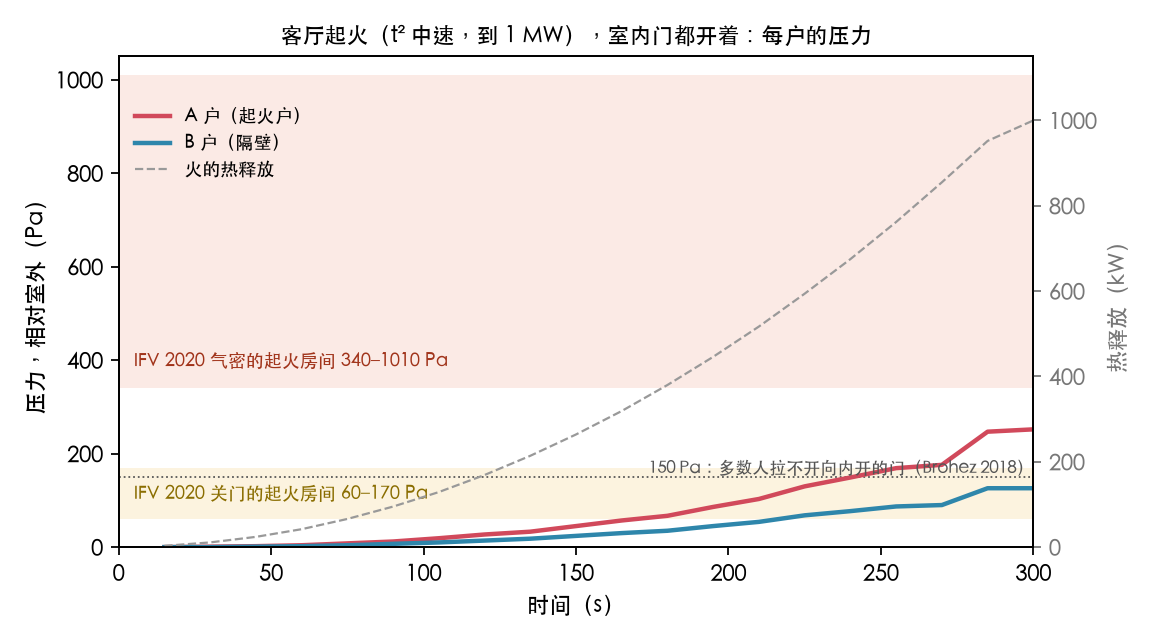 客厅起火（t² 中速，到 1 MW），室内门都开着：每户的压力
压力，相对室外（Pa）
1000
800
600
400
200
0
A 户（起火户）
B 户（隔壁）
火的热释放
IFV 2020 气密的起火房间 340–1010 Pa
150 Pa：多数人拉不开向内开的门（Brohez 2018）
IFV 2020 关门的起火房间 60–170 Pa
1000
800
600
400
200
0
热释放（kW）
0
50
100
150
200
250
300
时间（s）